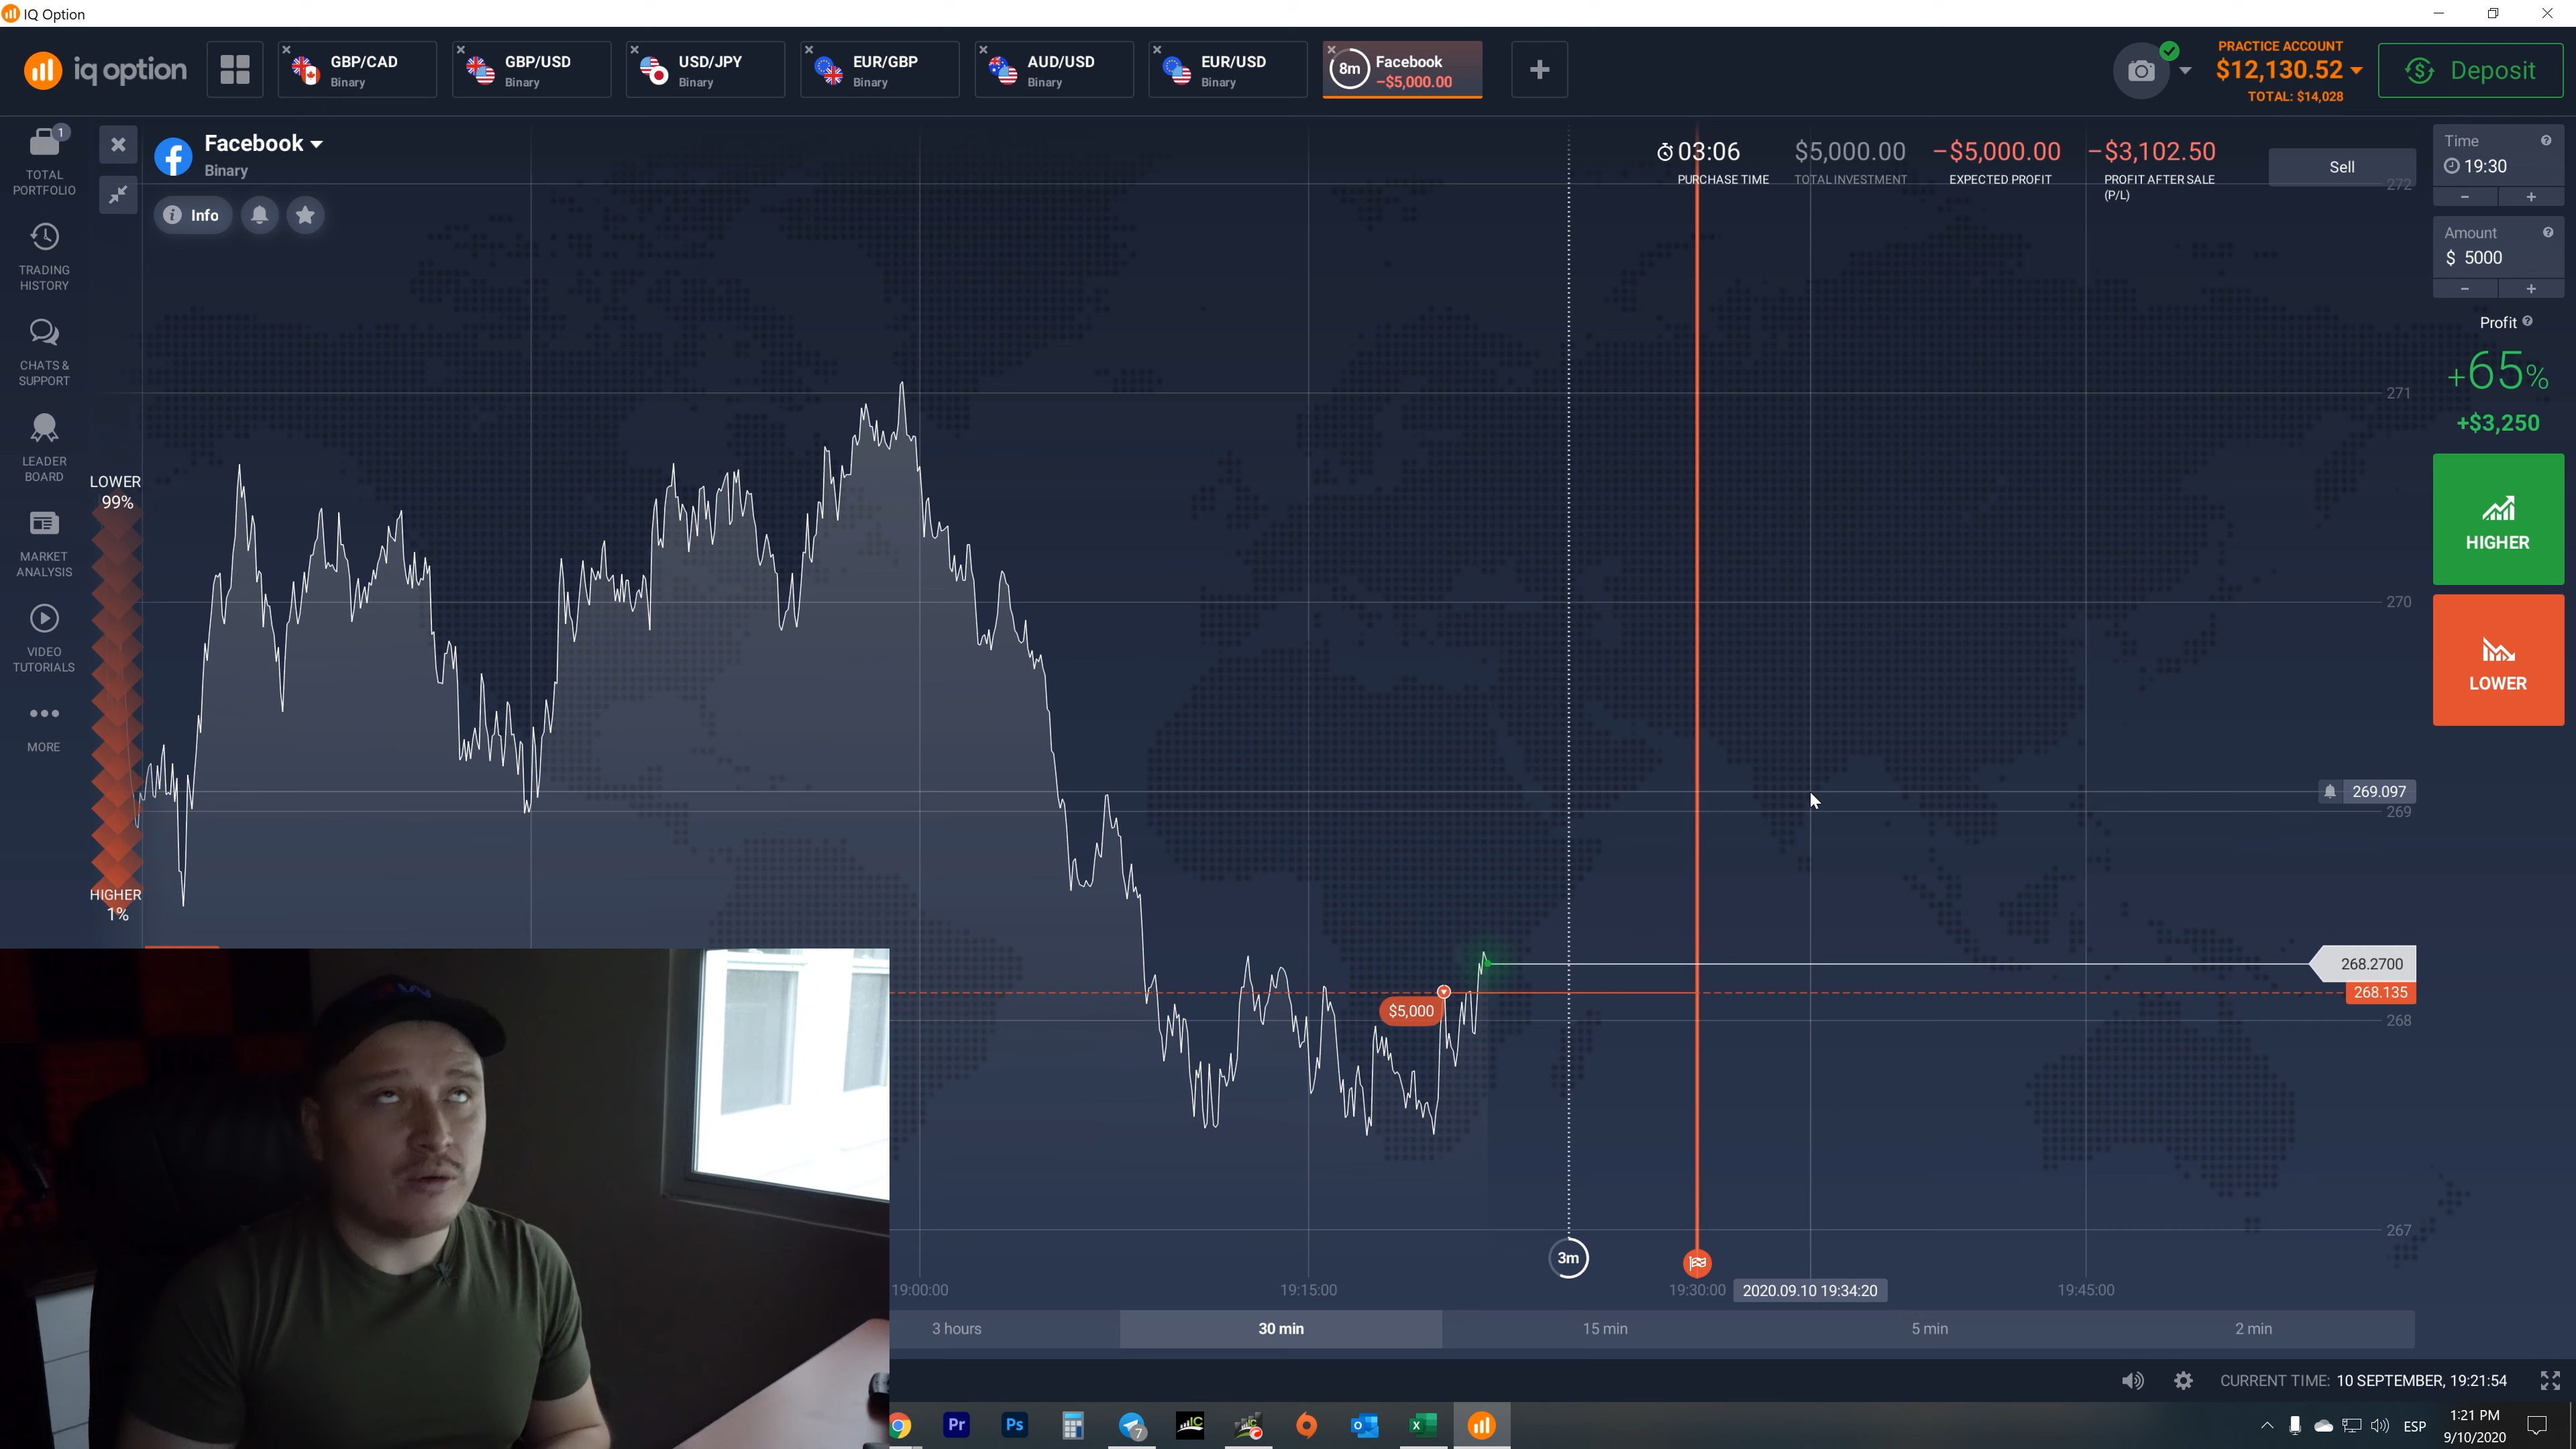 IQ Option
iq option
GBP/CAD
Binary
GBP/USD
Binary
USD/JPY
Binary
EUR/GBP
Binary
AUD/USD
Binary
EUR/USD
Binary
8m
Facebook
-$5,000.00
PRACTICE ACCOUNT
$12,130.52
TOTAL: $14,028
Deposit
1
TOTAL
PORTFOLIO
TRADING
HISTORY
CHATS &
SUPPORT
LEADER
BOARD
MARKET
ANALYSIS
VIDEO
TUTORIALS
MORE
Facebook
Binary
Info
LOWER
99%
HIGHER
1%
03:06
PURCHASE TIME
$5,000.00
TOTAL INVESTMENT
-$5,000.00
EXPECTED PROFIT
-$3,102.50
PROFIT AFTER SALE
(P/L)
Sell
272
271
270
269.097
269
268.2700
268.135
268
267
$5,000
3m
Time
19:30
- +
Amount
$ 5000
- +
Profit
+65%
+$3,250
HIGHER
LOWER
19:00:00
19:15:00
19:30:00
2020.09.10 19:34:20
19:45:00
3 hours
30 min
15 min
5 min
2 min
CURRENT TIME: 10 SEPTEMBER, 19:21:54
Pr
Ps
7
IC
ESP
1:21 PM
9/10/2020